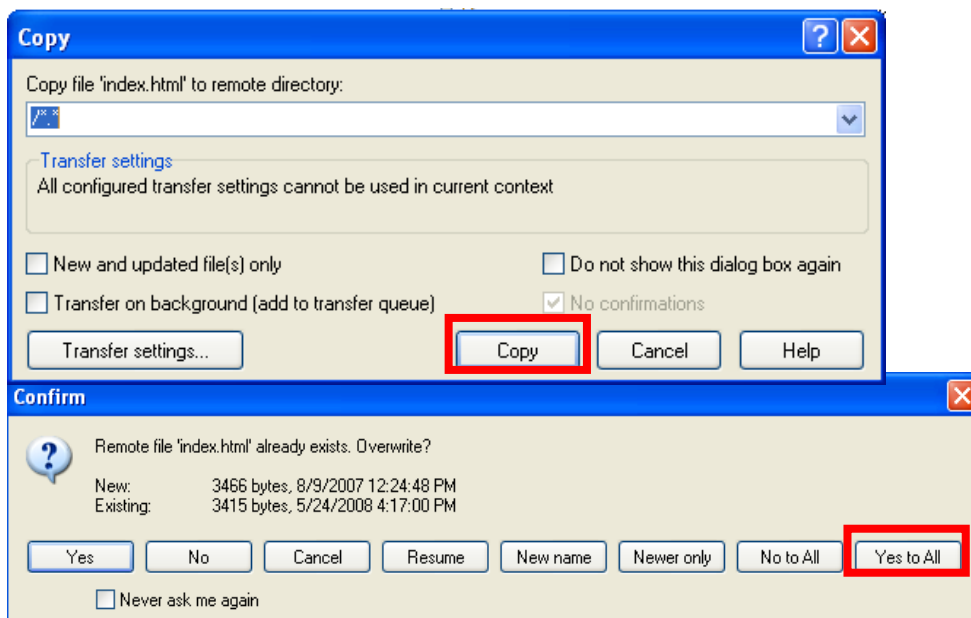 Copy
Copy file 'index.html' to remote directory:
/*.*
Transfer settings
All configured transfer settings cannot be used in current context
New and updated file(s) only
Do not show this dialog box again
Transfer on background (add to transfer queue)
No confirmations
Transfer settings... Copy Cancel Help
Confirm
Remote file 'index.html' already exists. Overwrite?
New: 3466 bytes, 8/9/2007 12:24:48 PM
Existing: 3415 bytes, 5/24/2008 4:17:00 PM
Yes No Cancel Resume New name Newer only No to All Yes to All
Never ask me again